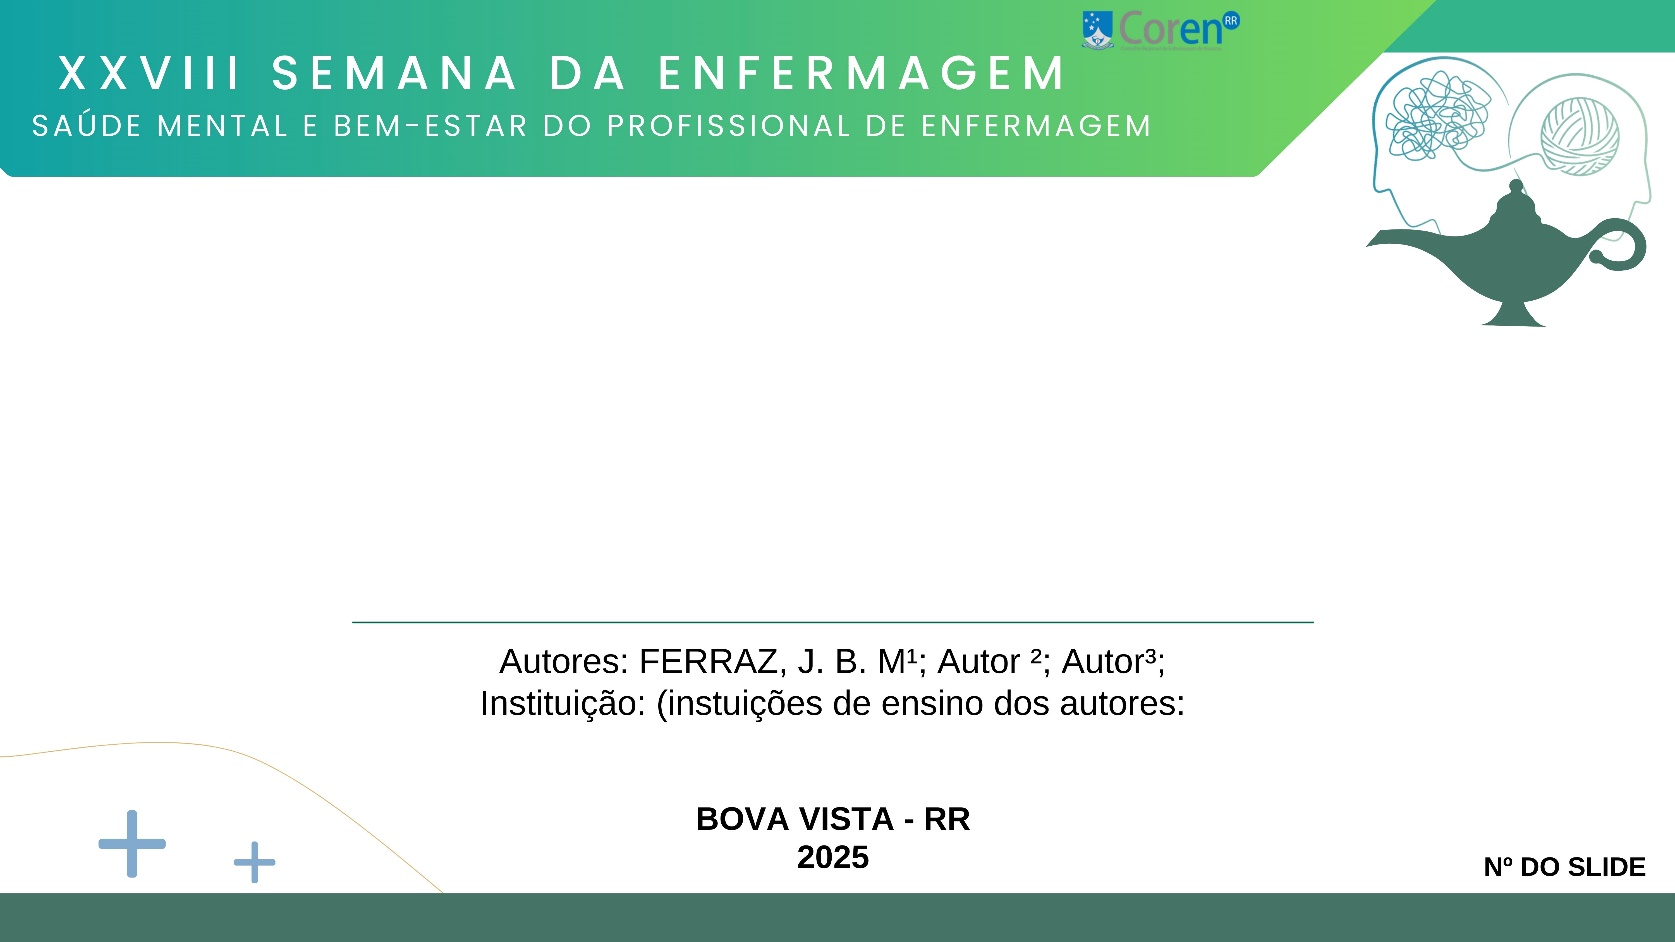 Coren RR
XXVIII SEMANA DA ENFERMAGEM
SAÚDE MENTAL E BEM-ESTAR DO PROFISSIONAL DE ENFERMAGEM
Autores: FERRAZ, J. B. M¹; Autor ²; Autor³;
Instituição: (instuições de ensino dos autores:
BOVA VISTA - RR
2025
Nº DO SLIDE